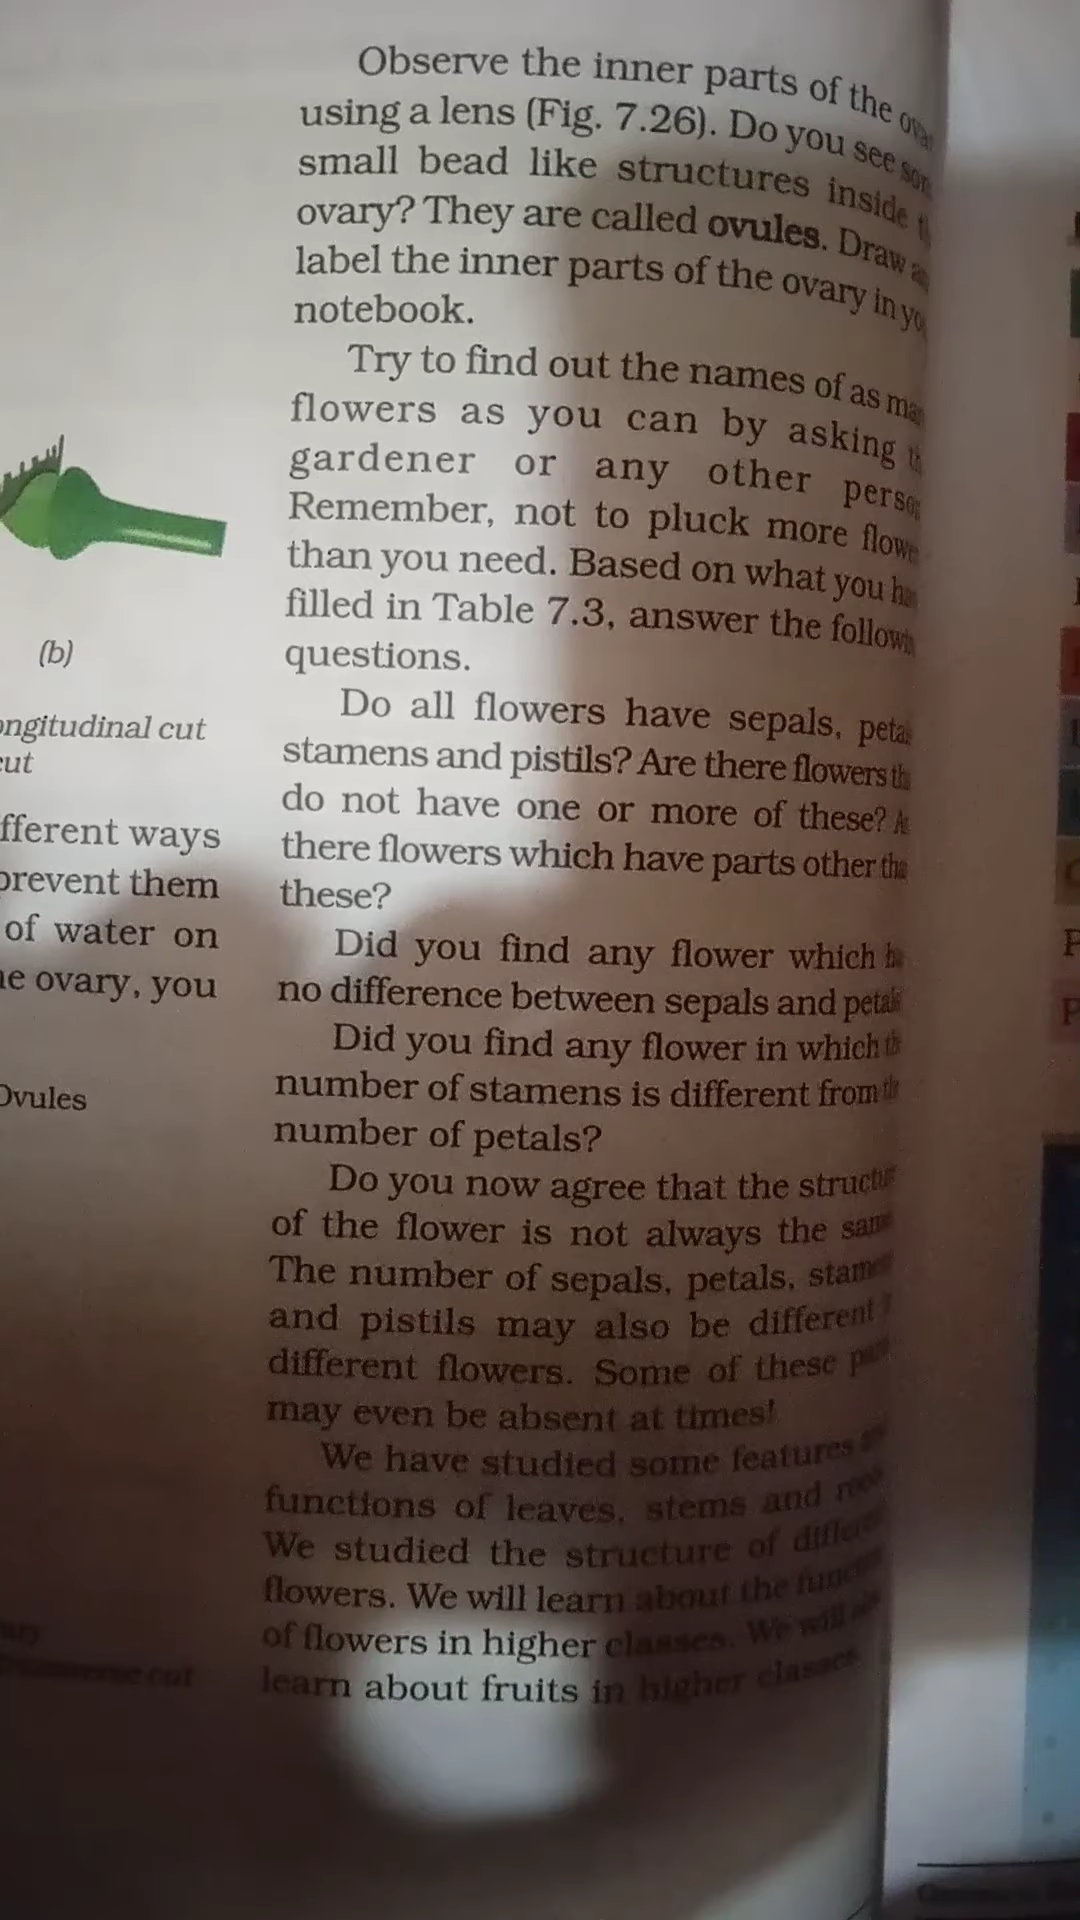 (b)
ongitudinal cut
cut
fferent ways
prevent them
of water on
ne ovary, you
Ovules
Observe the inner parts of the
using a lens (Fig. 7.26). Do you see
small bead like structures inside
ovary? They are called ovules. Draw
label the inner parts of the ovary in
notebook.
Try to find out the names of as
flowers as you can by asking
gardener or any other
Remember, not to pluck more
than you need. Based on what you
filled in Table 7.3, answer the
questions.
Do all flowers have sepals,
stamens and pistils? Are there flowers
do not have one or more of these?
there flowers which have parts other
these?
Did you find any flower which
no difference between sepals and
Did you find any flower in which
number of stamens is different from
number of petals?
Do you now agree that the
of the flower is not always the
The number of sepals, petals,
and pistils may also be different
different flowers. Some of these
may even be absent at times!
We have studied some features
functions of leaves, stems and
We studied the structure of
flowers. We will learn about the
of flowers in higher classes. We will
learn about fruits in higher classes